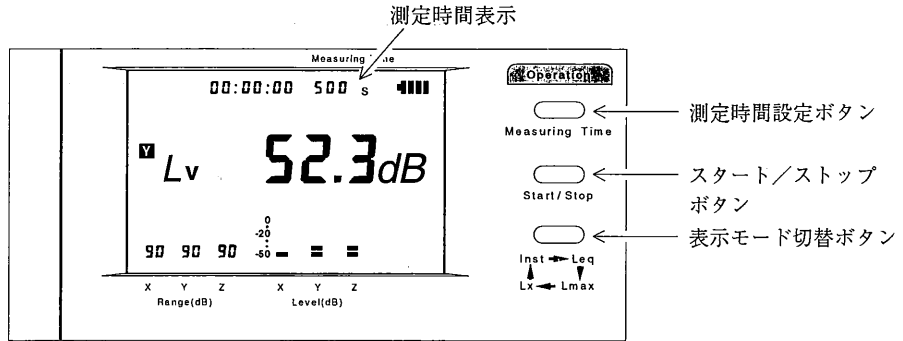 測定時間表示
Measuring Time
00:00:00 500 s
Y Lv 52.3dB
0
-20
-50
90 90 90
X Y Z X Y Z
Range(dB) Level(dB)
Operation
Measuring Time
測定時間設定ボタン
Start/Stop
スタート/ストップ
ボタン
表示モード切替ボタン
Inst Leq
Lx Lmax